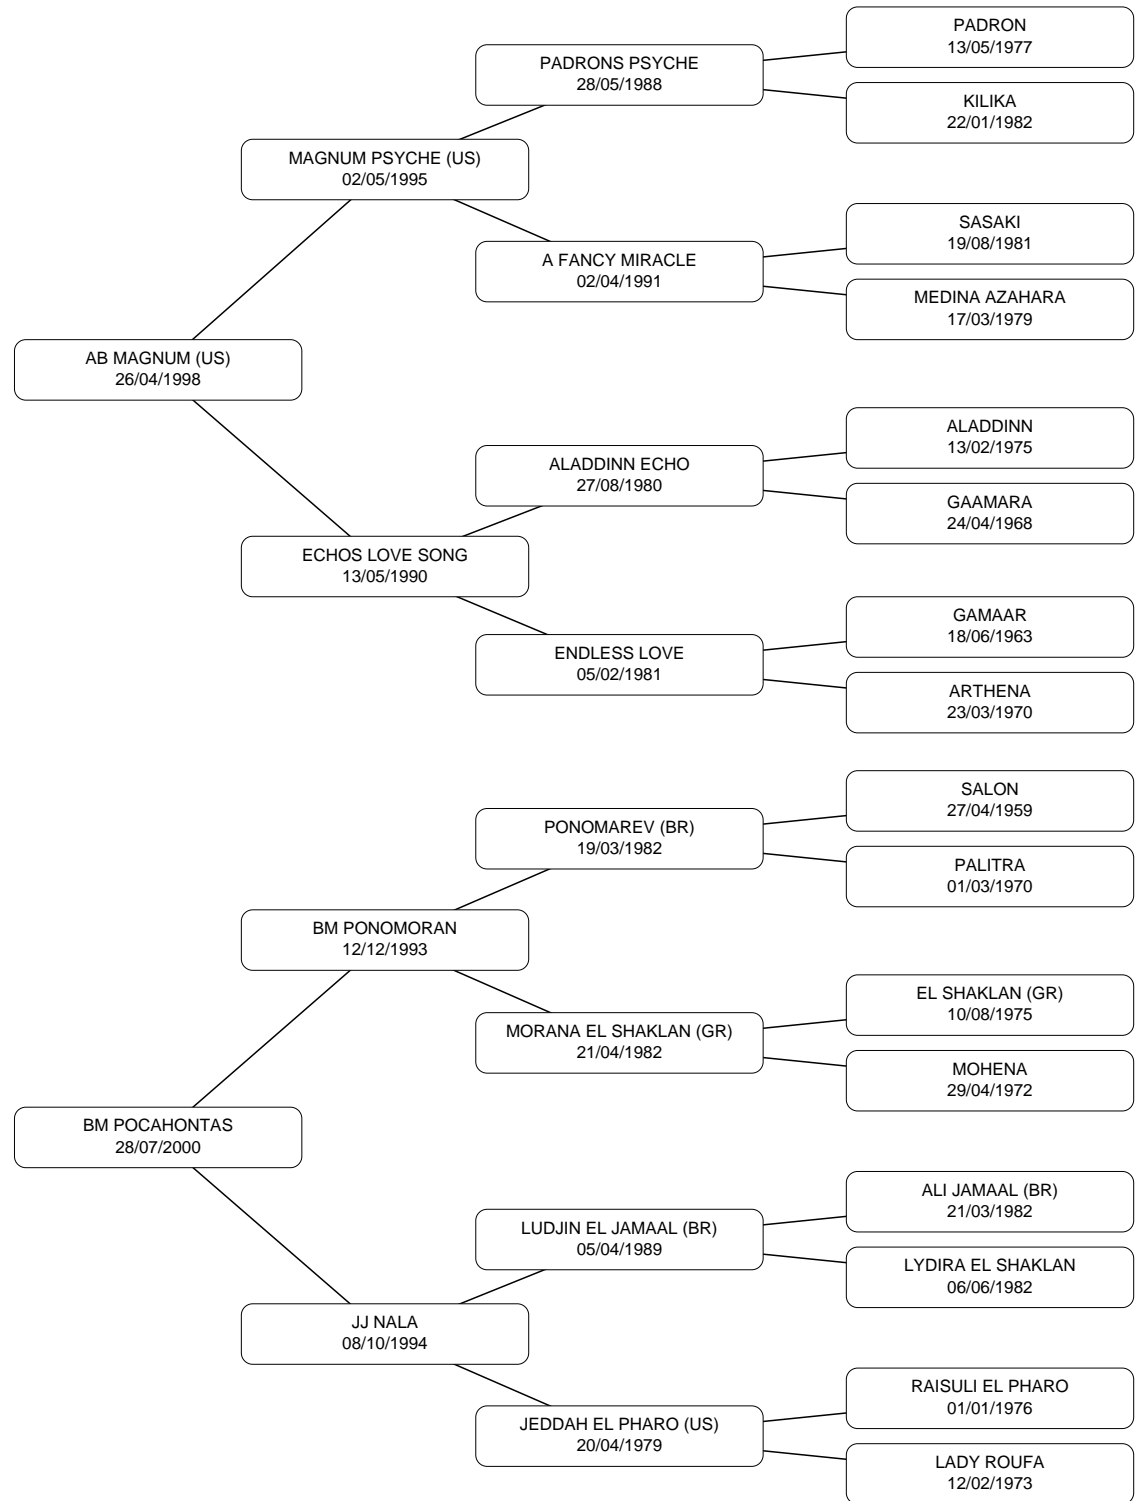 PADRON
13/05/1977
PADRONS PSYCHE
28/05/1988
KILIKA
22/01/1982
MAGNUM PSYCHE (US)
02/05/1995
SASAKI
19/08/1981
A FANCY MIRACLE
02/04/1991
MEDINA AZAHARA
17/03/1979
AB MAGNUM (US)
26/04/1998
ALADDINN
13/02/1975
ALADDINN ECHO
27/08/1980
GAAMARA
24/04/1968
ECHOS LOVE SONG
13/05/1990
GAMAAR
18/06/1963
ENDLESS LOVE
05/02/1981
ARTHENA
23/03/1970
SALON
27/04/1959
PONOMAREV (BR)
19/03/1982
PALITRA
01/03/1970
BM PONOMORAN
12/12/1993
EL SHAKLAN (GR)
10/08/1975
MORANA EL SHAKLAN (GR)
21/04/1982
MOHENA
29/04/1972
BM POCAHONTAS
28/07/2000
ALI JAMAAL (BR)
21/03/1982
LUDJIN EL JAMAAL (BR)
05/04/1989
LYDIRA EL SHAKLAN
06/06/1982
JJ NALA
08/10/1994
RAISULI EL PHARO
01/01/1976
JEDDAH EL PHARO (US)
20/04/1979
LADY ROUFA
12/02/1973